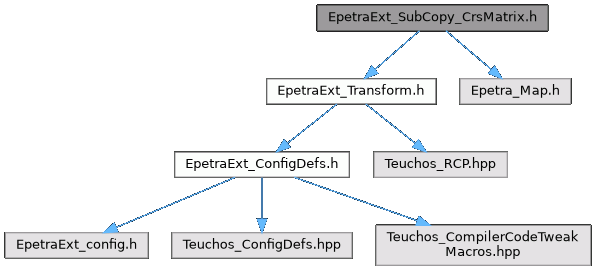 EpetraExt_SubCopy_CrsMatrix.h
EpetraExt_Transform.h
Epetra_Map.h
EpetraExt_ConfigDefs.h
Teuchos_RCP.hpp
EpetraExt_config.h
Teuchos_ConfigDefs.hpp
Teuchos_CompilerCodeTweak
Macros.hpp